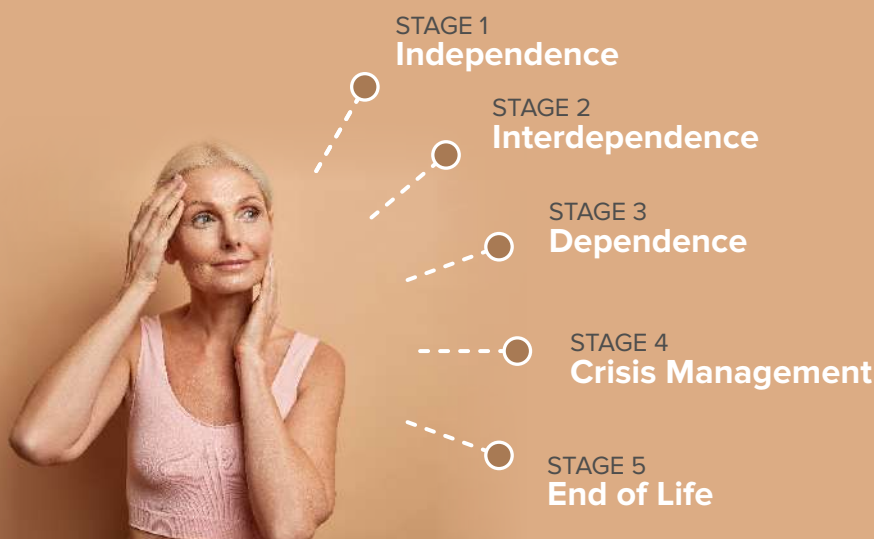 STAGE 1
Independence
STAGE 2
Interdependence
STAGE 3
Dependence
STAGE 4
Crisis Management
STAGE 5
End of Life